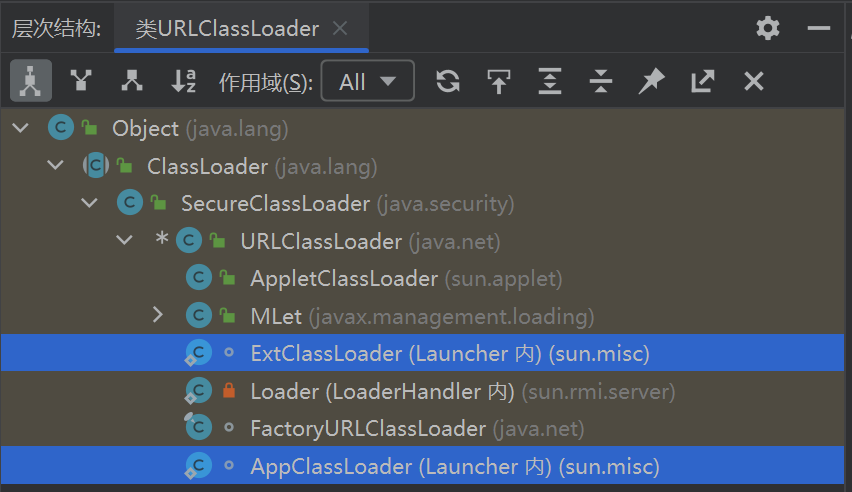 层次结构: 类URLClassLoader
作用域(S): All
Object (java.lang)
ClassLoader (java.lang)
SecureClassLoader (java.security)
* URLClassLoader (java.net)
AppletClassLoader (sun.applet)
MLet (javax.management.loading)
ExtClassLoader (Launcher 内) (sun.misc)
Loader (LoaderHandler 内) (sun.rmi.server)
FactoryURLClassLoader (java.net)
AppClassLoader (Launcher 内) (sun.misc)